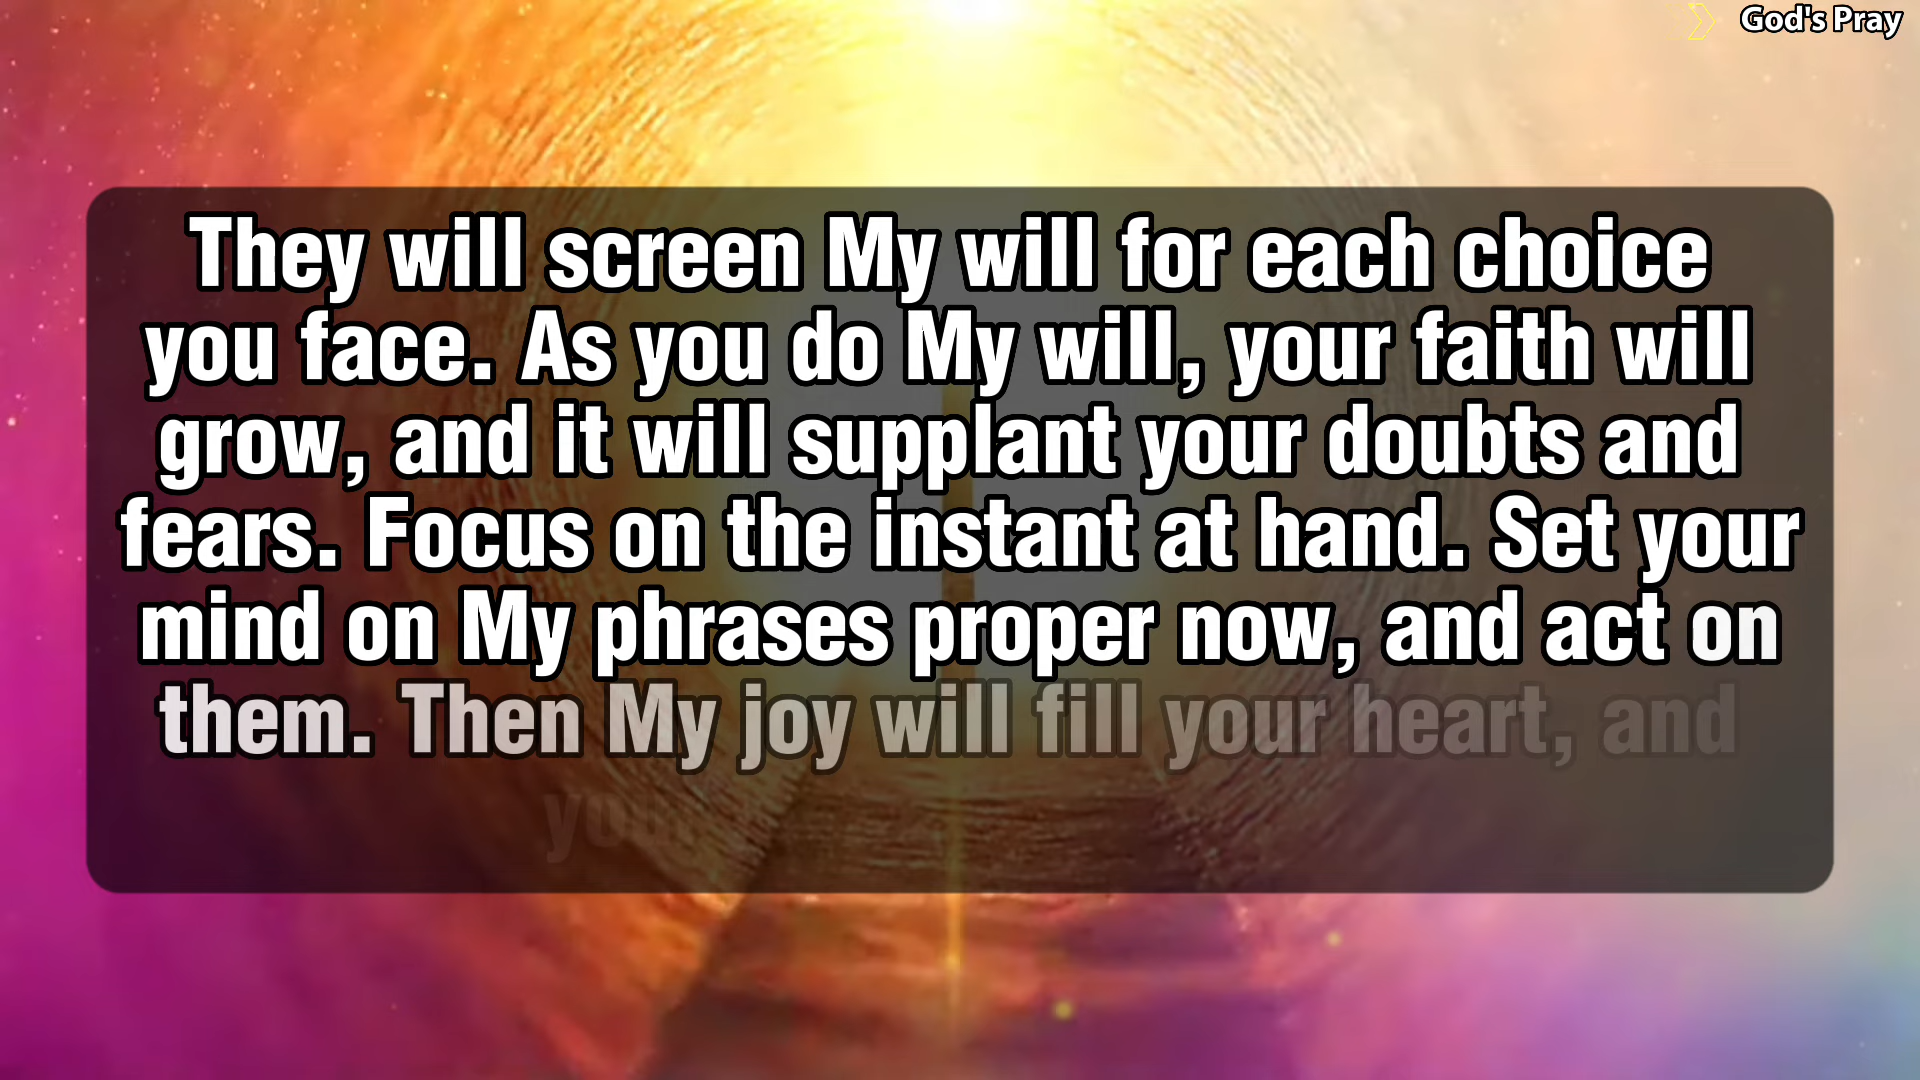 God's Pray
They will screen My will for each choice
you face. As you do My will, your faith will
grow, and it will supplant your doubts and
fears. Focus on the instant at hand. Set your
mind on My phrases proper now, and act on
them. Then My joy will fill your heart, and
your